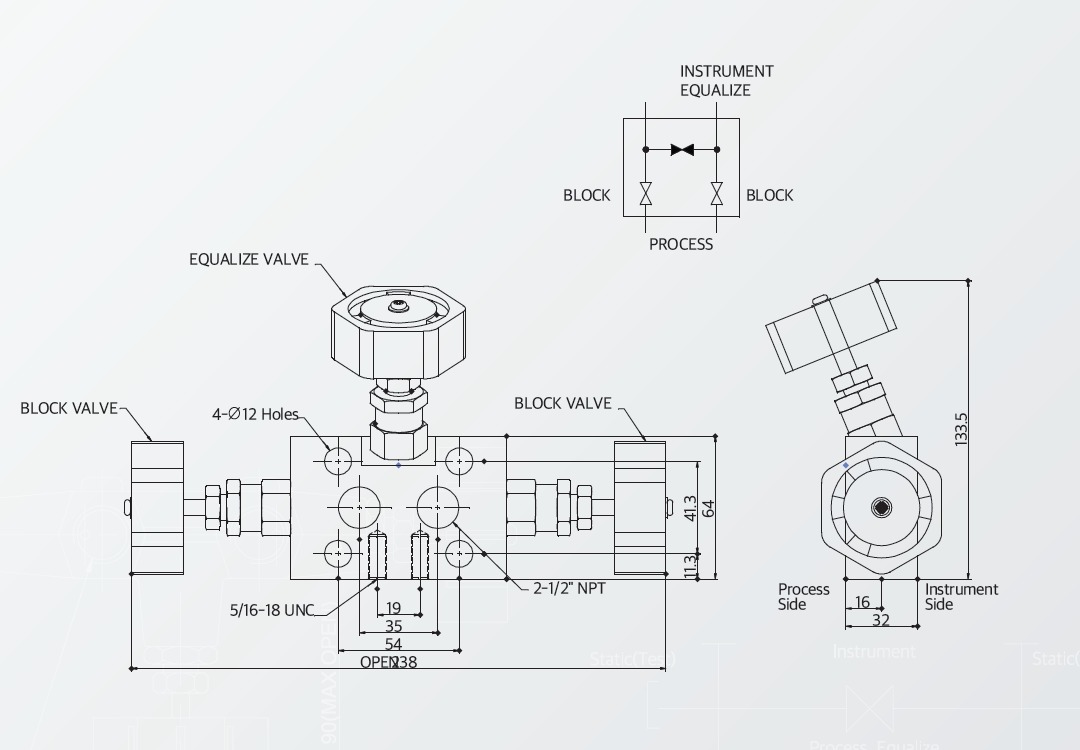 INSTRUMENT
EQUALIZE
BLOCK
BLOCK
PROCESS
EQUALIZE VALVE
BLOCK VALVE
4-Ø12 Holes
BLOCK VALVE
133.5
41.3
64
11.3
2-1/2" NPT
5/16-18 UNC
19
35
54
OPEN 238
Process
Side
Instrument
Side
16
32
90(MAX OPEN
Static(Test)
Instrument
Static(
Process Equalize